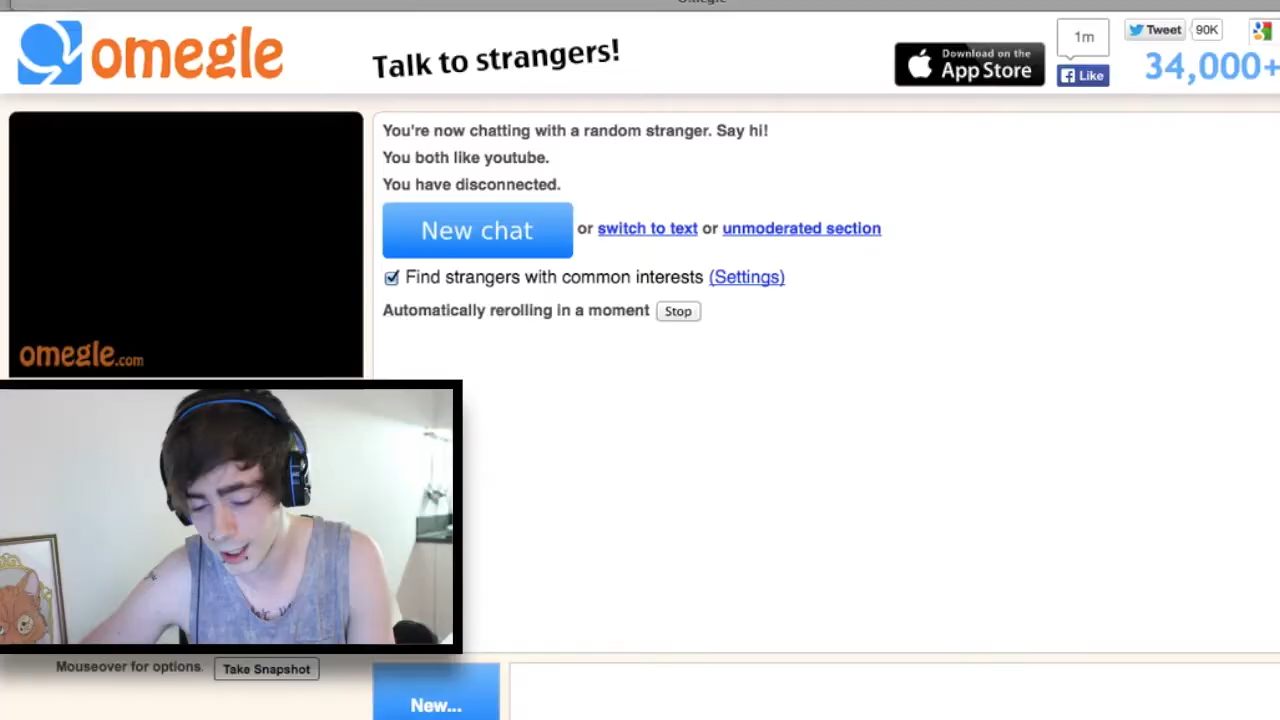 omegle
Talk to strangers!
Download on the
App Store
1m
Like
Tweet
90K
34,000+
You're now chatting with a random stranger. Say hi!
You both like youtube.
You have disconnected.
New chat or switch to text or unmoderated section
Find strangers with common interests (Settings)
Automatically rerolling in a moment Stop
omegle.com
Mouseover for options. Take Snapshot
New...